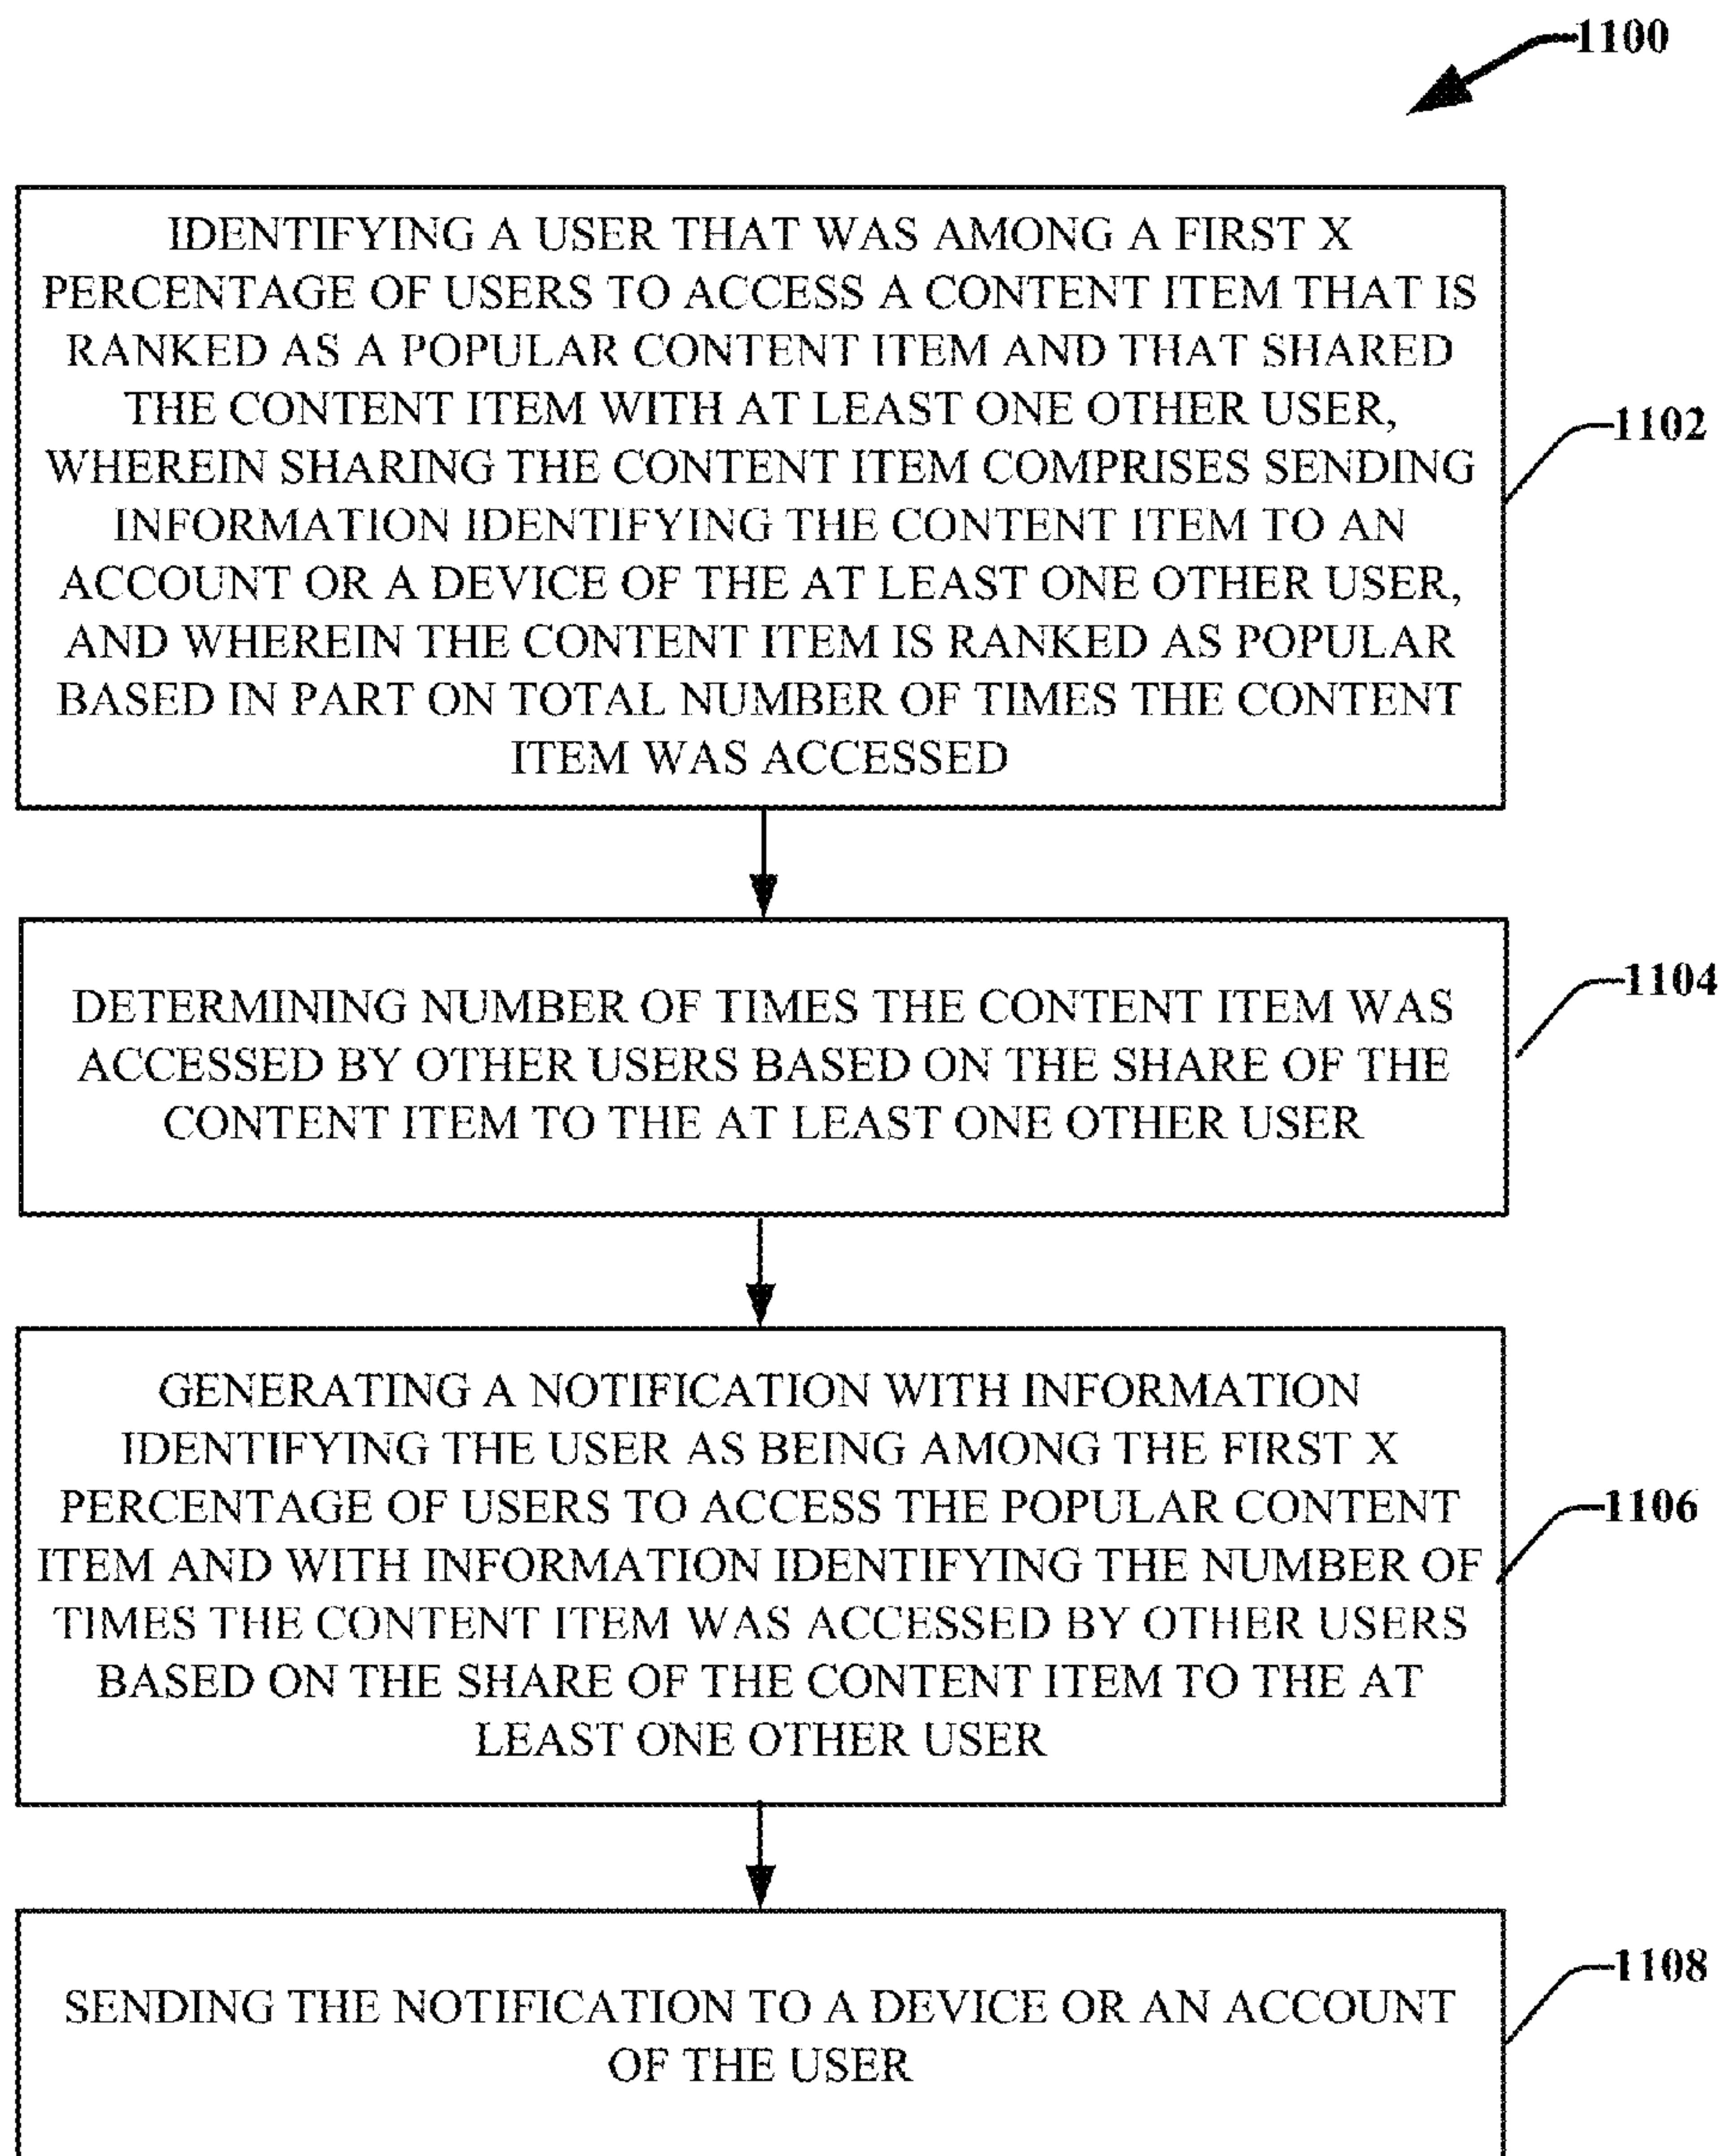 1100
IDENTIFYING A USER THAT WAS AMONG A FIRST X
PERCENTAGE OF USERS TO ACCESS A CONTENT ITEM THAT IS
RANKED AS A POPULAR CONTENT ITEM AND THAT SHARED
THE CONTENT ITEM WITH AT LEAST ONE OTHER USER,
WHEREIN SHARING THE CONTENT ITEM COMPRISES SENDING
INFORMATION IDENTIFYING THE CONTENT ITEM TO AN
ACCOUNT OR A DEVICE OF THE AT LEAST ONE OTHER USER,
AND WHEREIN THE CONTENT ITEM IS RANKED AS POPULAR
BASED IN PART ON TOTAL NUMBER OF TIMES THE CONTENT
ITEM WAS ACCESSED
1102
DETERMINING NUMBER OF TIMES THE CONTENT ITEM WAS
ACCESSED BY OTHER USERS BASED ON THE SHARE OF THE
CONTENT ITEM TO THE AT LEAST ONE OTHER USER
1104
GENERATING A NOTIFICATION WITH INFORMATION
IDENTIFYING THE USER AS BEING AMONG THE FIRST X
PERCENTAGE OF USERS TO ACCESS THE POPULAR CONTENT
ITEM AND WITH INFORMATION IDENTIFYING THE NUMBER OF
TIMES THE CONTENT ITEM WAS ACCESSED BY OTHER USERS
BASED ON THE SHARE OF THE CONTENT ITEM TO THE AT
LEAST ONE OTHER USER
1106
SENDING THE NOTIFICATION TO A DEVICE OR AN ACCOUNT
OF THE USER
1108